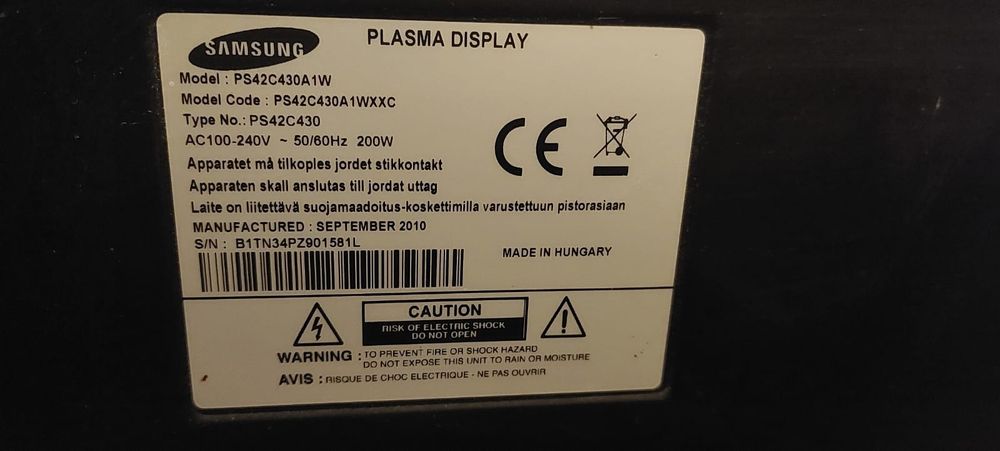 SAMSUNG
PLASMA DISPLAY
Model : PS42C430A1W
Model Code : PS42C430A1WXXC
Type No.: PS42C430
AC100-240V ~ 50/60Hz 200W
Apparatet må tilkoples jordet stikkontakt
Apparaten skall anslutas till jordat uttag
Laite on liitettävä suojamaadoitus-koskettimilla varustettuun pistorasiaan
MANUFACTURED : SEPTEMBER 2010
S/N : B1TN34PZ901581L
MADE IN HUNGARY
CE
CAUTION
RISK OF ELECTRIC SHOCK
DO NOT OPEN
WARNING : TO PREVENT FIRE OR SHOCK HAZARD
DO NOT EXPOSE THIS UNIT TO RAIN OR MOISTURE
AVIS : RISQUE DE CHOC ELECTRIQUE - NE PAS OUVRIR